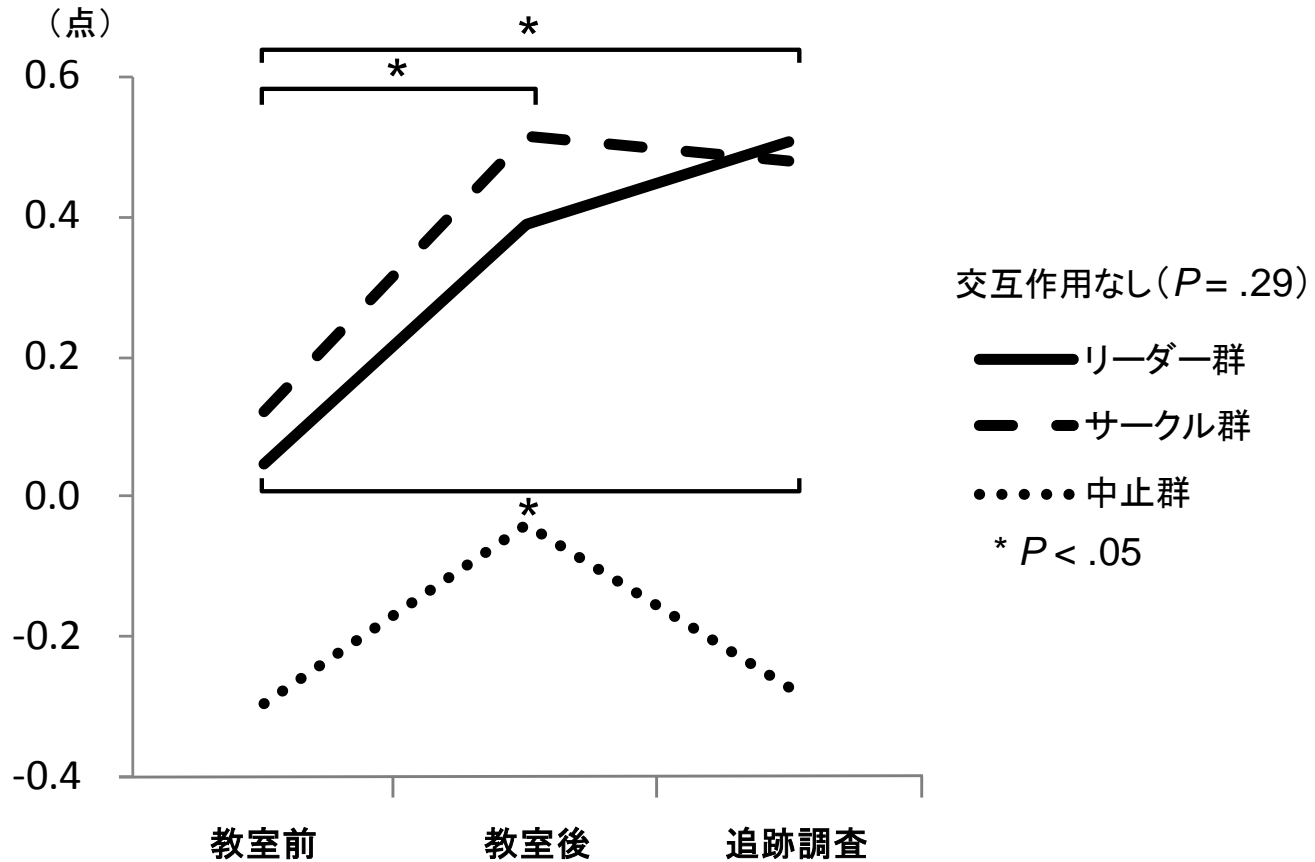 （点）
*
*
0.6
0.4
0.2
0.0
-0.2
-0.4
*
教室前 教室後 追跡調査
交互作用なし（P = .29）
リーダー群
サークル群
中止群
* P < .05